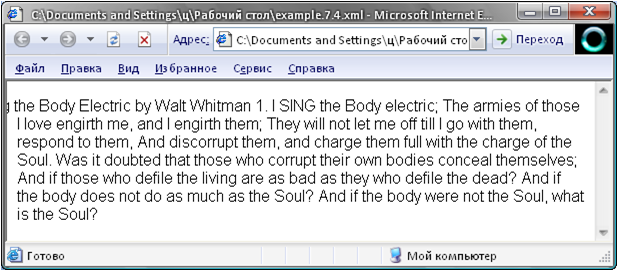 C:\Documents and Settings\ц\Рабочий стол\example.7.4.xml - Microsoft Internet E...
Адрес: C:\Documents and Settings\ц\Рабочий сто Переход
Файл Правка Вид Избранное Сервис Справка
the Body Electric by Walt Whitman 1. I SING the Body electric; The armies of those
I love engirth me, and I engirth them; They will not let me off till I go with them,
respond to them, And discorrupt them, and charge them full with the charge of the
Soul. Was it doubted that those who corrupt their own bodies conceal themselves;
And if those who defile the living are as bad as they who defile the dead? And if
the body does not do as much as the Soul? And if the body were not the Soul, what
is the Soul?
Готово Мой компьютер